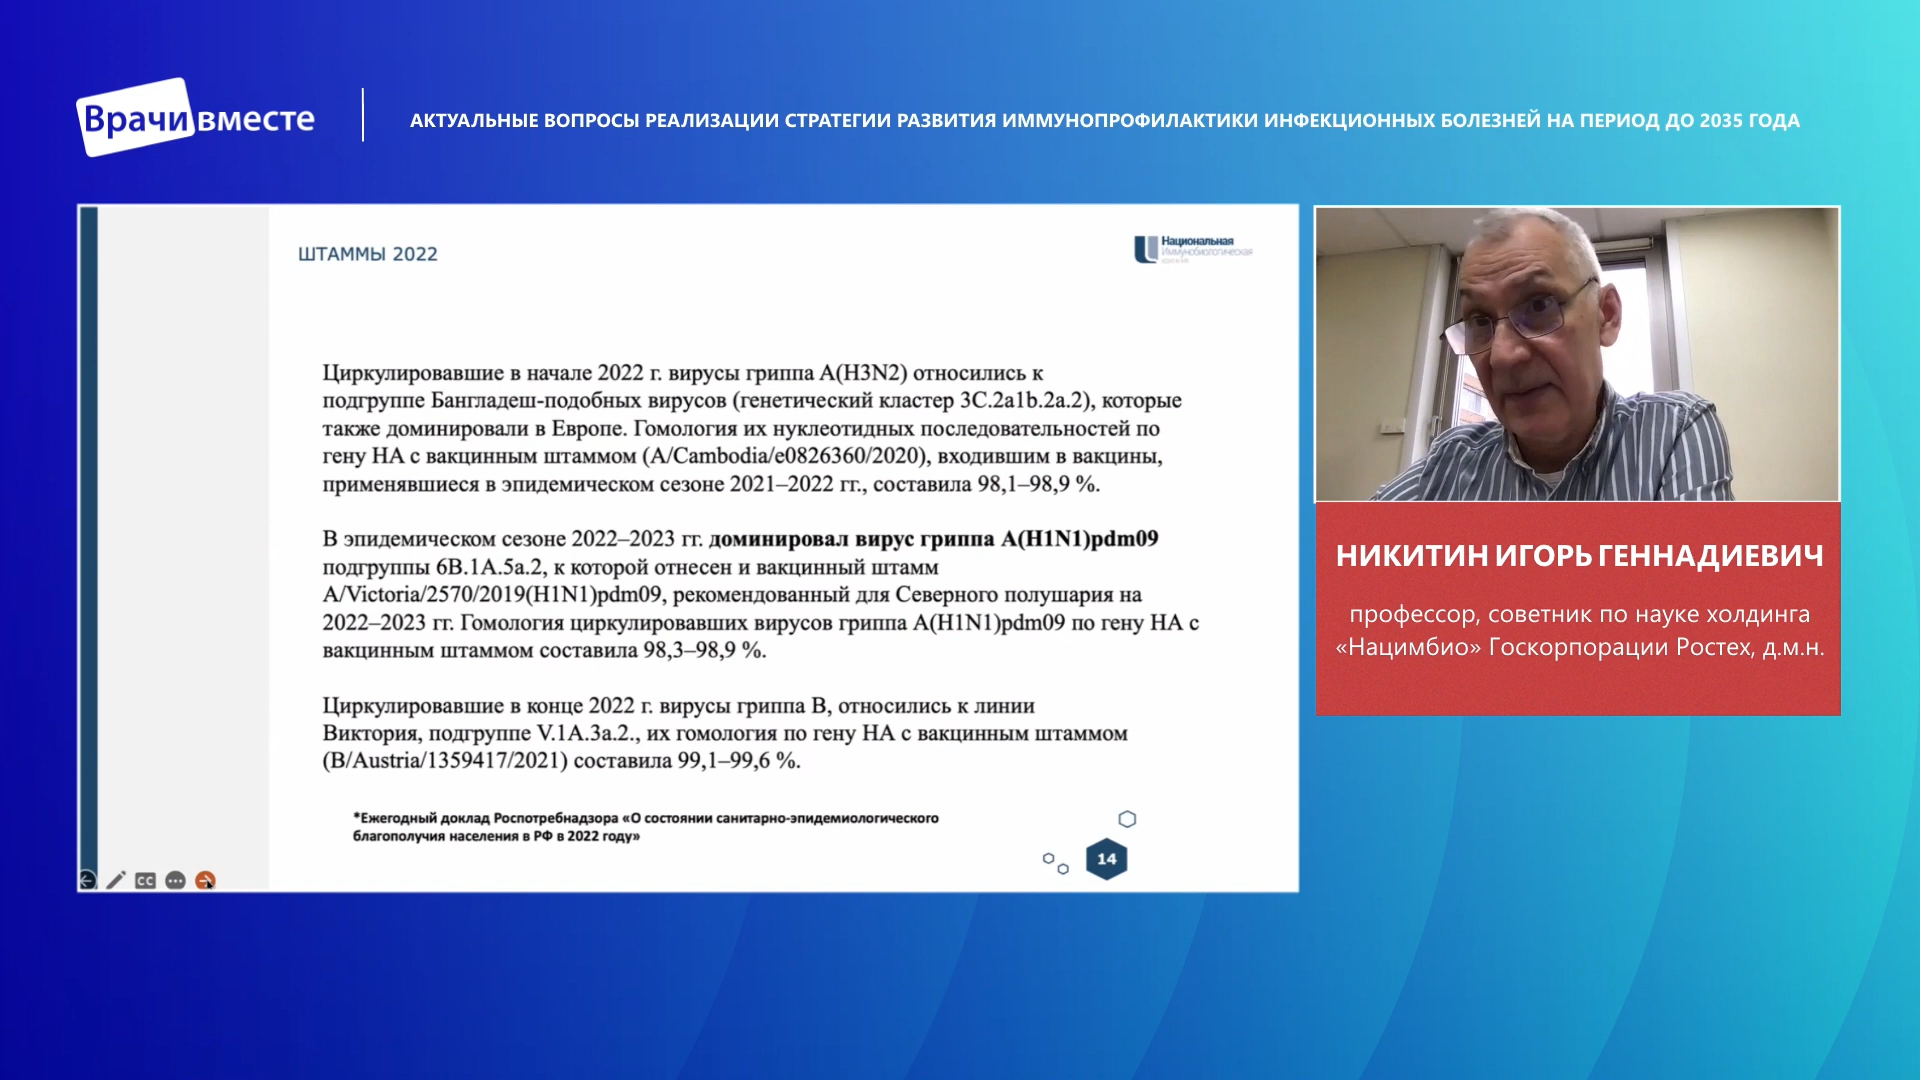 Врачи вместе
АКТУАЛЬНЫЕ ВОПРОСЫ РЕАЛИЗАЦИИ СТРАТЕГИИ РАЗВИТИЯ ИММУНОПРОФИЛАКТИКИ ИНФЕКЦИОННЫХ БОЛЕЗНЕЙ НА ПЕРИОД ДО 2035 ГОДА
ШТАММЫ 2022
Национальная
Иммунобиологическая
Циркулировавшие в начале 2022 г. вирусы гриппа A(H3N2) относились к
подгруппе Бангладеш-подобных вирусов (генетический кластер 3C.2a1b.2a.2), которые
также доминировали в Европе. Гомология их нуклеотидных последовательностей по
гену НА с вакцинным штаммом (A/Cambodia/e0826360/2020), входившим в вакцины,
применявшиеся в эпидемическом сезоне 2021–2022 гг., составила 98,1–98,9 %.
В эпидемическом сезоне 2022–2023 гг. доминировал вирус гриппа A(H1N1)pdm09
подгруппы 6B.1A.5a.2, к которой отнесен и вакцинный штамм
A/Victoria/2570/2019(H1N1)pdm09, рекомендованный для Северного полушария на
2022–2023 гг. Гомология циркулировавших вирусов гриппа A(H1N1)pdm09 по гену НА с
вакцинным штаммом составила 98,3–98,9 %.
Циркулировавшие в конце 2022 г. вирусы гриппа В, относились к линии
Виктория, подгруппе V.1A.3a.2., их гомология по гену НА с вакцинным штаммом
(B/Austria/1359417/2021) составила 99,1–99,6 %.
*Ежегодный доклад Роспотребнадзора «О состоянии санитарно-эпидемиологического
благополучия населения в РФ в 2022 году»
14
CC
НИКИТИН ИГОРЬ ГЕННАДИЕВИЧ
профессор, советник по науке холдинга
«Нацимбио» Госкорпорации Ростех, д.м.н.